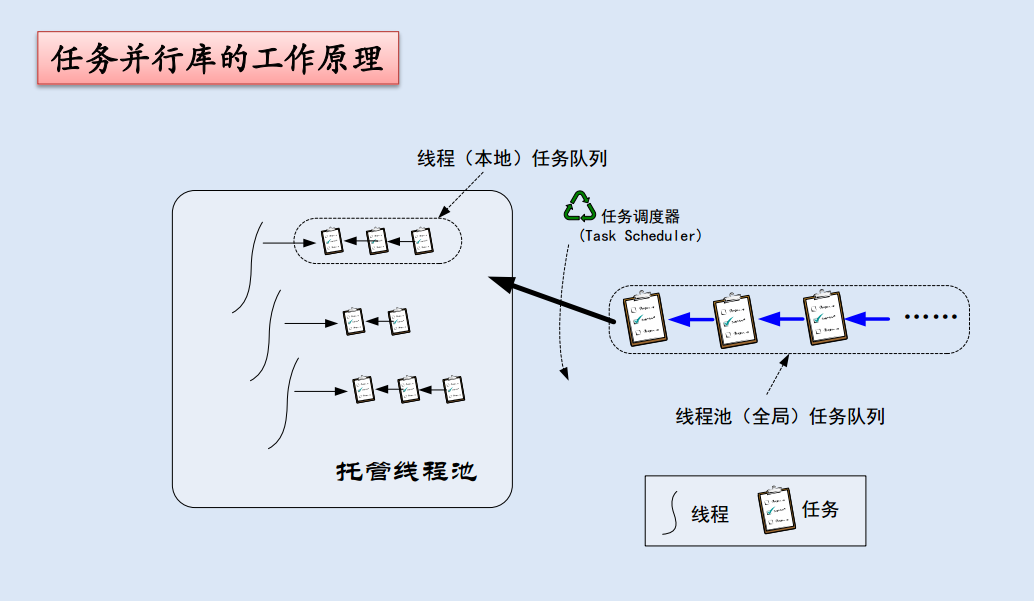 任务并行库的工作原理
线程（本地）任务队列
任务调度器
（Task Scheduler）
······
线程池（全局）任务队列
托管线程池
线程
任务